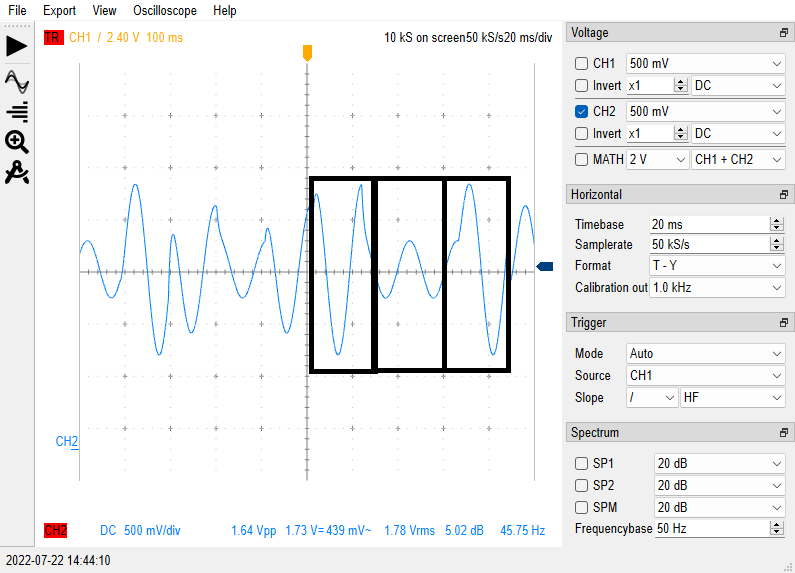 File Export View Oscilloscope Help
TR CH1 / 2.40 V 100 ms 10 kS on screen50 kS/s20 ms/div
CH2
CH2 DC 500 mV/div 1.64 Vpp 1.73 V= 439 mV~ 1.78 Vrms 5.02 dB 45.75 Hz
Voltage
CH1 500 mV
Invert x1 DC
CH2 500 mV
Invert x1 DC
MATH 2 V CH1 + CH2
Horizontal
Timebase 20 ms
Samplerate 50 kS/s
Format T - Y
Calibration out 1.0 kHz
Trigger
Mode Auto
Source CH1
Slope / HF
Spectrum
SP1 20 dB
SP2 20 dB
SPM 20 dB
Frequencybase 50 Hz
2022-07-22 14:44:10